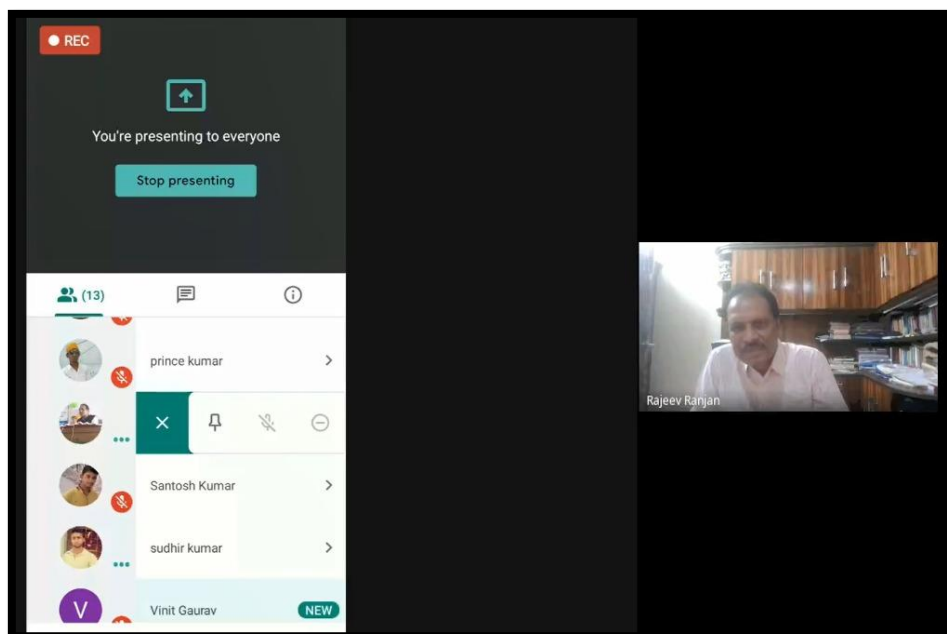 REC
You're presenting to everyone
Stop presenting
(13)
prince kumar
Santosh Kumar
sudhir kumar
V
Vinit Gaurav
NEW
Rajeev Ranjan